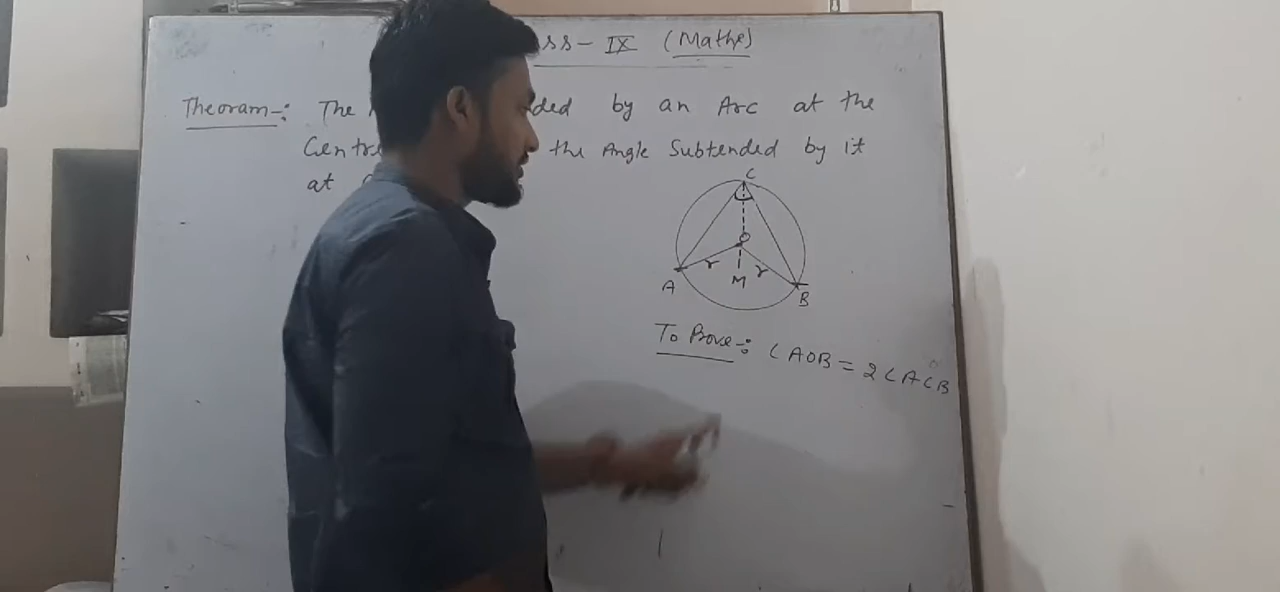 ss - IX (Maths)
Theoram -: The ded by an Arc at the
Centre the Angle Subtended by it
at
C
O
r r
M
A
B
To Prove -: ∠AOB = 2∠ACB